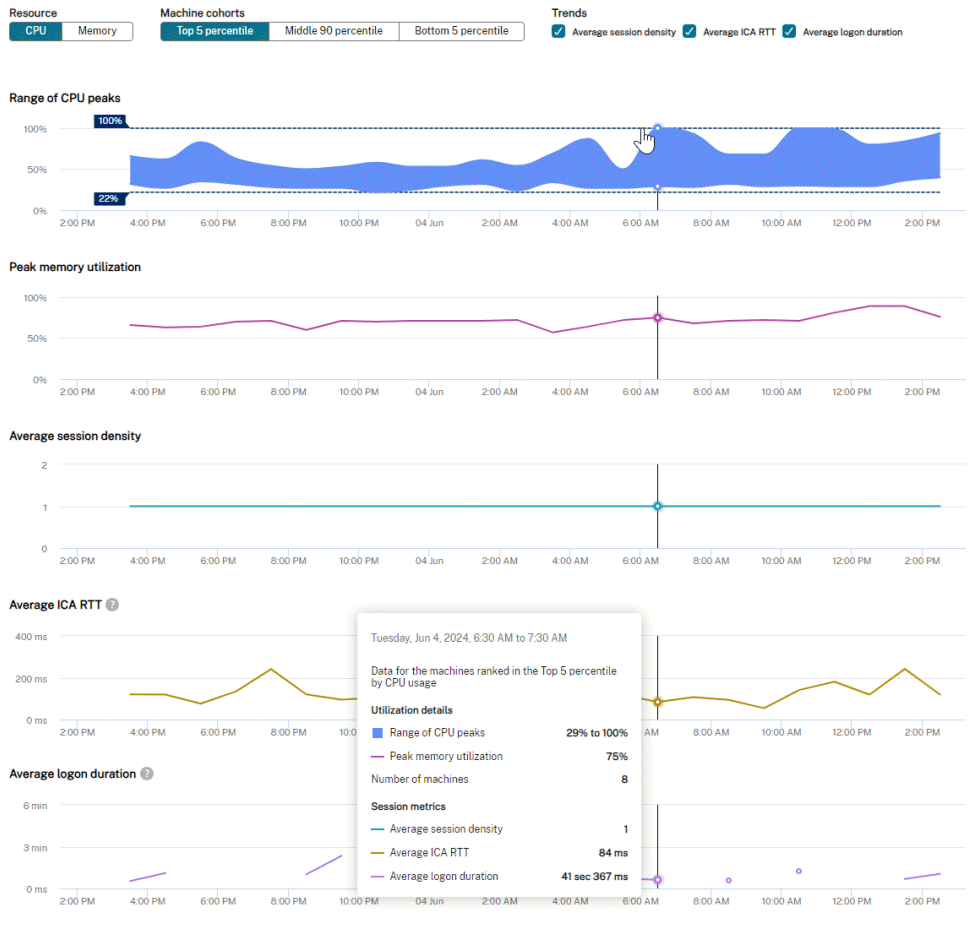 Resource Machine cohorts Trends
CPU Memory Top 5 percentile Middle 90 percentile Bottom 5 percentile Average session density Average ICA RTT Average logon duration
Range of CPU peaks
100%
100%
50%
22%
0%
2:00 PM 4:00 PM 6:00 PM 8:00 PM 10:00 PM 04 Jun 2:00 AM 4:00 AM 6:00 AM 8:00 AM 10:00 AM 12:00 PM 2:00 PM
Peak memory utilization
100%
50%
0%
2:00 PM 4:00 PM 6:00 PM 8:00 PM 10:00 PM 04 Jun 2:00 AM 4:00 AM 6:00 AM 8:00 AM 10:00 AM 12:00 PM 2:00 PM
Average session density
2
1
0
2:00 PM 4:00 PM 6:00 PM 8:00 PM 10:00 PM 04 Jun 2:00 AM 4:00 AM 6:00 AM 8:00 AM 10:00 AM 12:00 PM 2:00 PM
Average ICA RTT ?
400 ms
200 ms
0 ms
2:00 PM 4:00 PM 6:00 PM 8:00 PM 10:0 AM 8:00 AM 10:00 AM 12:00 PM 2:00 PM
Tuesday, Jun 4, 2024, 6:30 AM to 7:30 AM
Data for the machines ranked in the Top 5 percentile
by CPU usage
Utilization details
Range of CPU peaks 29% to 100%
Peak memory utilization 75%
Number of machines 8
Session metrics
Average session density 1
Average ICA RTT 84 ms
Average logon duration 41 sec 367 ms
Average logon duration ?
6 min
3 min
0 ms
2:00 PM 4:00 PM 6:00 PM 8:00 PM 10:00 PM 04 Jun 2:00 AM 4:00 AM 6:00 AM 8:00 AM 10:00 AM 12:00 PM 2:00 PM